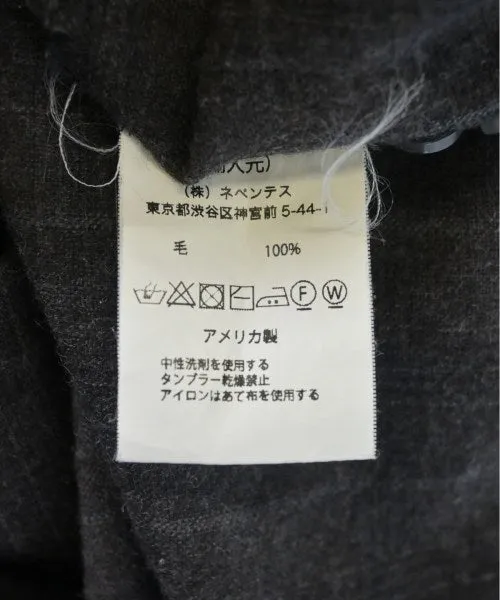 入元）
（株）ネペンテス
東京都渋谷区神宮前 5-44-1
毛 100%
F W
アメリカ製
中性洗剤を使用する
タンブラー乾燥禁止
アイロンはあて布を使用する